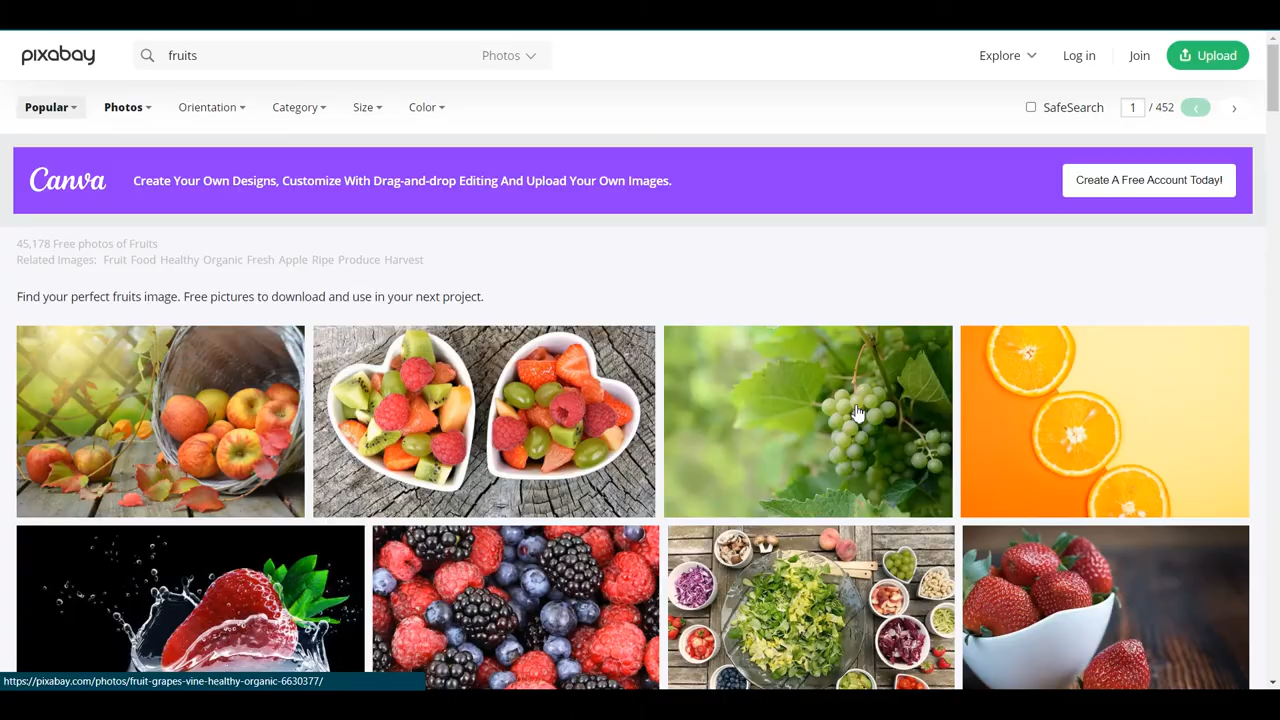 pixabay fruits Photos Explore Log in Join Upload
Popular Photos Orientation Category Size Color SafeSearch 1 / 452 ‹ ›
Canva Create Your Own Designs, Customize With Drag-and-drop Editing And Upload Your Own Images. Create A Free Account Today!
45,178 Free photos of Fruits
Related Images: Fruit Food Healthy Organic Fresh Apple Ripe Produce Harvest
Find your perfect fruits image. Free pictures to download and use in your next project.
https://pixabay.com/photos/fruit-grapes-vine-healthy-organic-6630377/